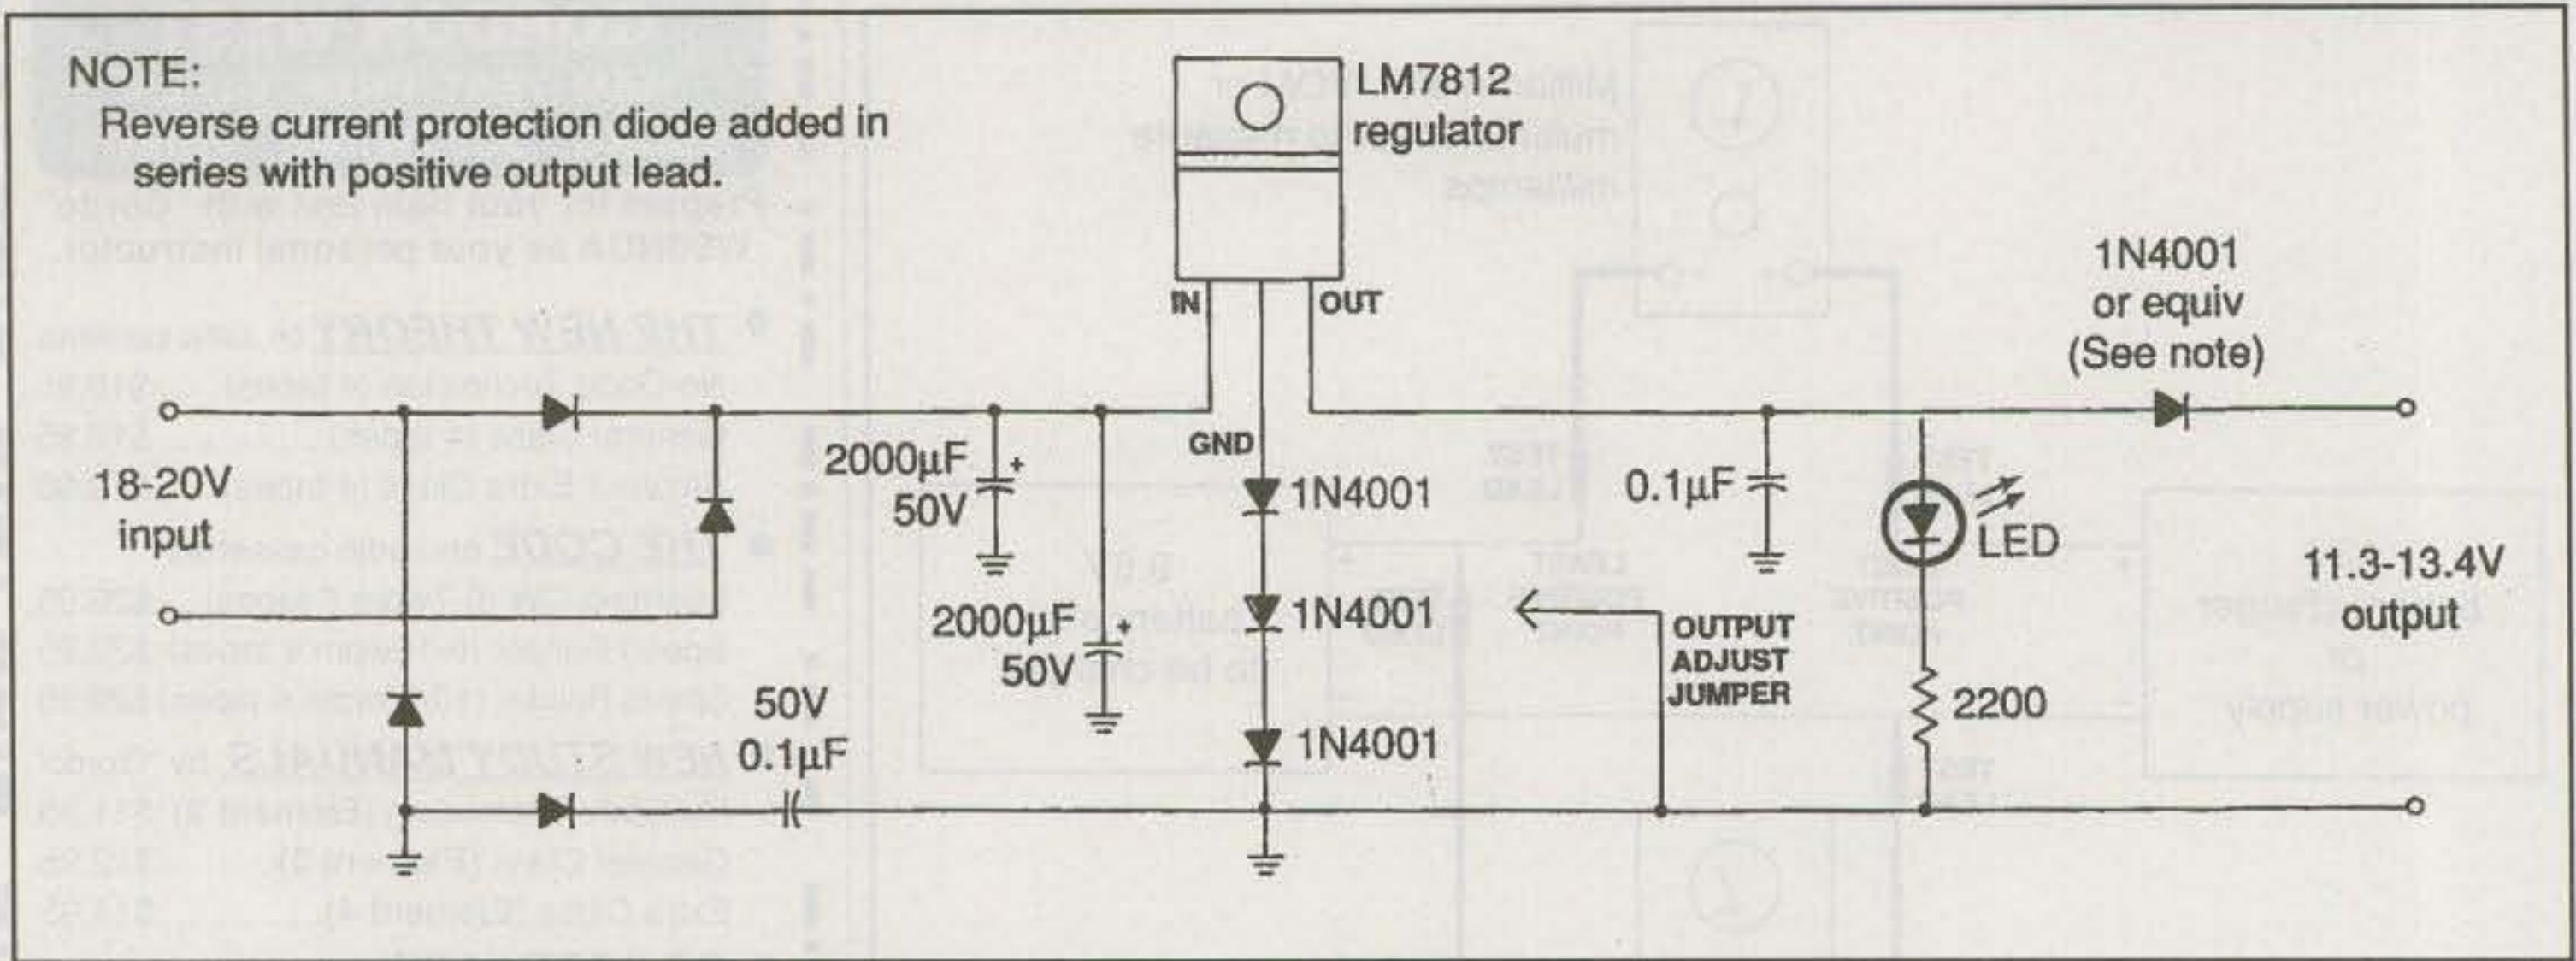 NOTE:
Reverse current protection diode added in
series with positive output lead.
LM7812
regulator
IN
OUT
GND
1N4001
or equiv
(See note)
18-20V
input
2000µF
50V
+
2000µF
50V
+
50V
0.1µF
1N4001
1N4001
1N4001
0.1µF
OUTPUT
ADJUST
JUMPER
LED
2200
11.3-13.4V
output